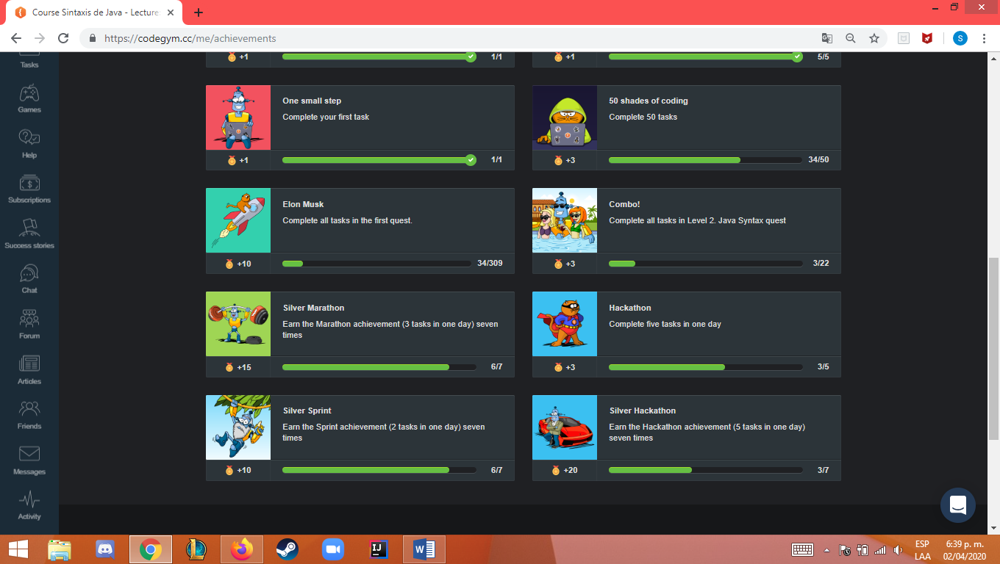 Course Sintaxis de Java - Lecture
https://codegym.cc/me/achievements
S
Tasks
Games
Help
Subscriptions
Success stories
Chat
Forum
Articles
Friends
Messages
Activity
+1
1/1
+1
5/5
One small step
Complete your first task
+1
1/1
50 shades of coding
Complete 50 tasks
+3
34/50
Elon Musk
Complete all tasks in the first quest.
+10
34/309
Combo!
Complete all tasks in Level 2. Java Syntax quest
+3
3/22
Silver Marathon
Earn the Marathon achievement (3 tasks in one day) seven
times
+15
6/7
Hackathon
Complete five tasks in one day
+3
3/5
Silver Sprint
Earn the Sprint achievement (2 tasks in one day) seven
times
+10
6/7
Silver Hackathon
Earn the Hackathon achievement (5 tasks in one day)
seven times
+20
3/7
ESP
LAA
6:39 p. m.
02/04/2020